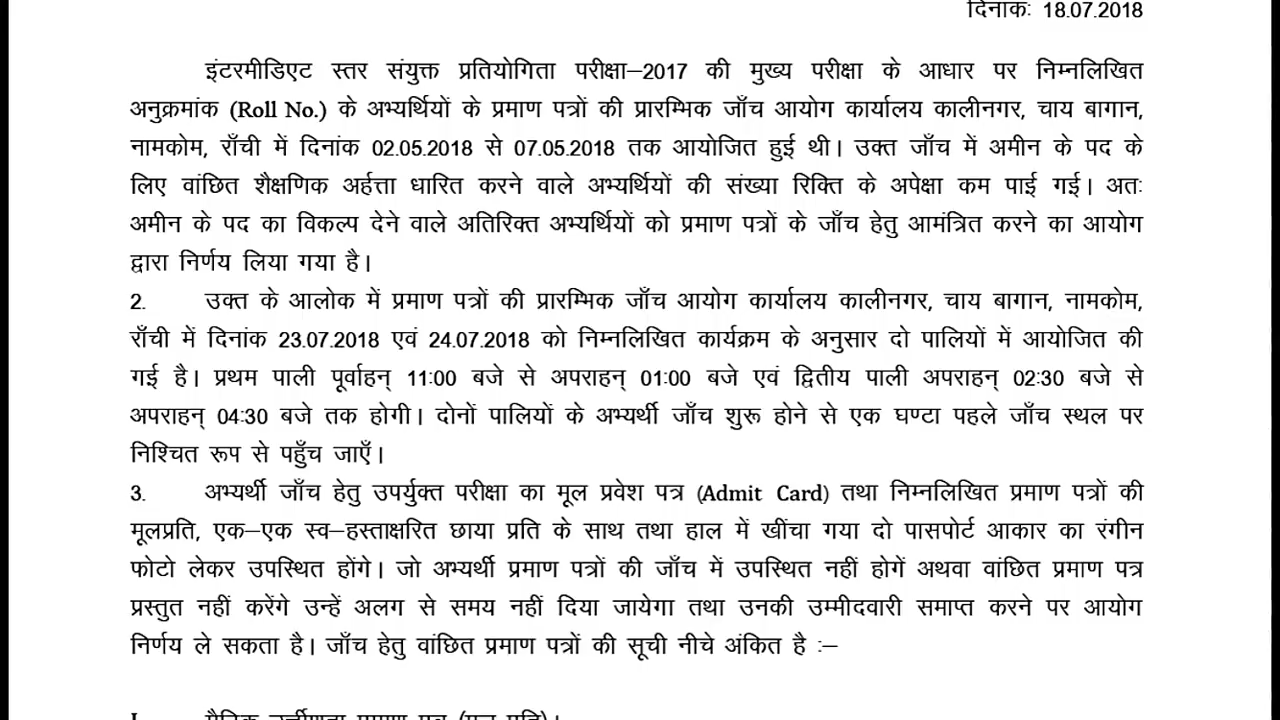 दिनांकः 18.07.2018
इंटरमीडिएट स्तर संयुक्त प्रतियोगिता परीक्षा–2017 की मुख्य परीक्षा के आधार पर निम्नलिखित
अनुक्रमांक (Roll No.) के अभ्यर्थियों के प्रमाण पत्रों की प्रारम्भिक जाँच आयोग कार्यालय कालीनगर, चाय बागान,
नामकोम, राँची में दिनांक 02.05.2018 से 07.05.2018 तक आयोजित हुई थी। उक्त जाँच में अमीन के पद के
लिए वांछित शैक्षणिक अर्हत्ता धारित करने वाले अभ्यर्थियों की संख्या रिक्ति के अपेक्षा कम पाई गई। अतः
अमीन के पद का विकल्प देने वाले अतिरिक्त अभ्यर्थियों को प्रमाण पत्रों के जाँच हेतु आमंत्रित करने का आयोग
द्वारा निर्णय लिया गया है।
2. उक्त के आलोक में प्रमाण पत्रों की प्रारम्भिक जाँच आयोग कार्यालय कालीनगर, चाय बागान, नामकोम,
राँची में दिनांक 23.07.2018 एवं 24.07.2018 को निम्नलिखित कार्यक्रम के अनुसार दो पालियों में आयोजित की
गई है। प्रथम पाली पूर्वाहन् 11:00 बजे से अपराहन् 01:00 बजे एवं द्वितीय पाली अपराहन् 02:30 बजे से
अपराहन् 04:30 बजे तक होगी। दोनों पालियों के अभ्यर्थी जाँच शुरू होने से एक घण्टा पहले जाँच स्थल पर
निश्चित रूप से पहुँच जाएँ।
3. अभ्यर्थी जाँच हेतु उपर्युक्त परीक्षा का मूल प्रवेश पत्र (Admit Card) तथा निम्नलिखित प्रमाण पत्रों की
मूलप्रति, एक–एक स्व–हस्ताक्षरित छाया प्रति के साथ तथा हाल में खींचा गया दो पासपोर्ट आकार का रंगीन
फोटो लेकर उपस्थित होंगे। जो अभ्यर्थी प्रमाण पत्रों की जाँच में उपस्थित नहीं होगें अथवा वांछित प्रमाण पत्र
प्रस्तुत नहीं करेंगे उन्हें अलग से समय नहीं दिया जायेगा तथा उनकी उम्मीदवारी समाप्त करने पर आयोग
निर्णय ले सकता है। जाँच हेतु वांछित प्रमाण पत्रों की सूची नीचे अंकित है :–